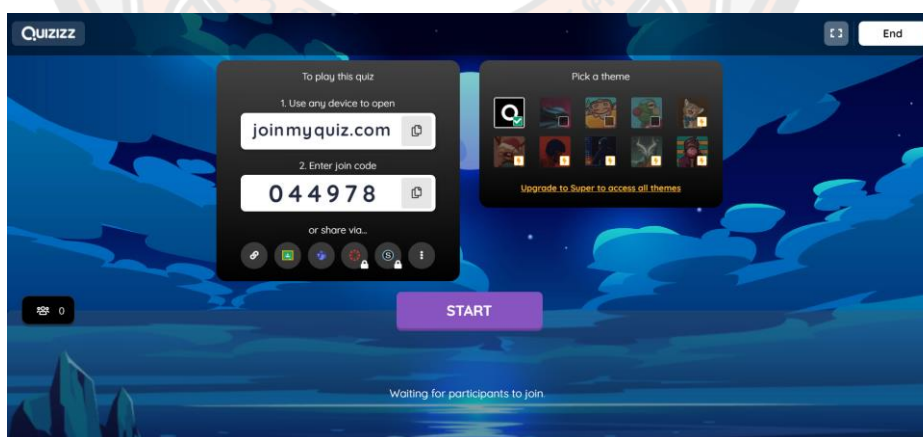 QUIZIZZ
End
To play this quiz
1. Use any device to open
joinmyquiz.com
2. Enter join code
044978
or share via...
Pick a theme
Upgrade to Super to access all themes
0
START
Waiting for participants to join